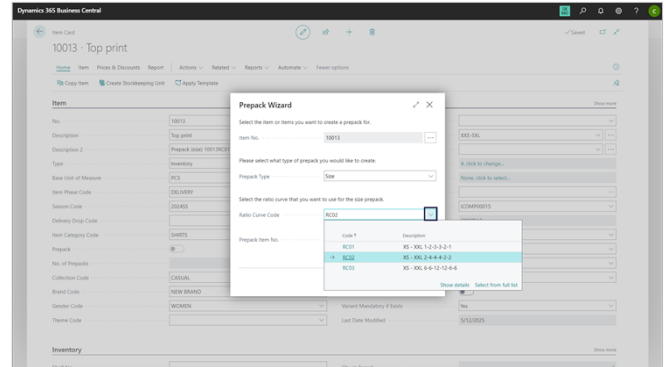 Dynamics 365 Business Central
Item Card
Saved
10013 · Top print
Home Item Prices & Discounts Report Actions Related Reports Automate Fewer options
Copy Item Create Stockkeeping Unit Apply Template
Item
Show more
No. 10013
Description Top print XXS-XXL
Description 2 Prepack (size) 10013RC01
Type Inventory
Base Unit of Measure PCS None, click to select...
Item Phase Code DELIVERY
Season Code 2024SS ICOMP00015
Delivery Drop Code
Item Category Code SHIRTS
Prepack
No. of Prepacks
Collection Code CASUAL
Brand Code NEW BRAND
Gender Code WOMEN Variant Mandatory if Exists Yes
Theme Code Last Date Modified 5/12/2025
Inventory
Show more
Prepack Wizard
Select the item or items you want to create a prepack for.
Item No. 10013
Please select what type of prepack you would like to create.
Prepack Type Size
Select the ratio curve that you want to use for the size prepack.
Ratio Curve Code RC02
Prepack Item No.
Code ↑ Description
RC01 XS - XXL 1-2-3-3-2-1
→ RC02 XS - XXL 2-4-4-4-2-2
RC03 XS - XXL 6-6-12-12-6-6
Show details Select from full list